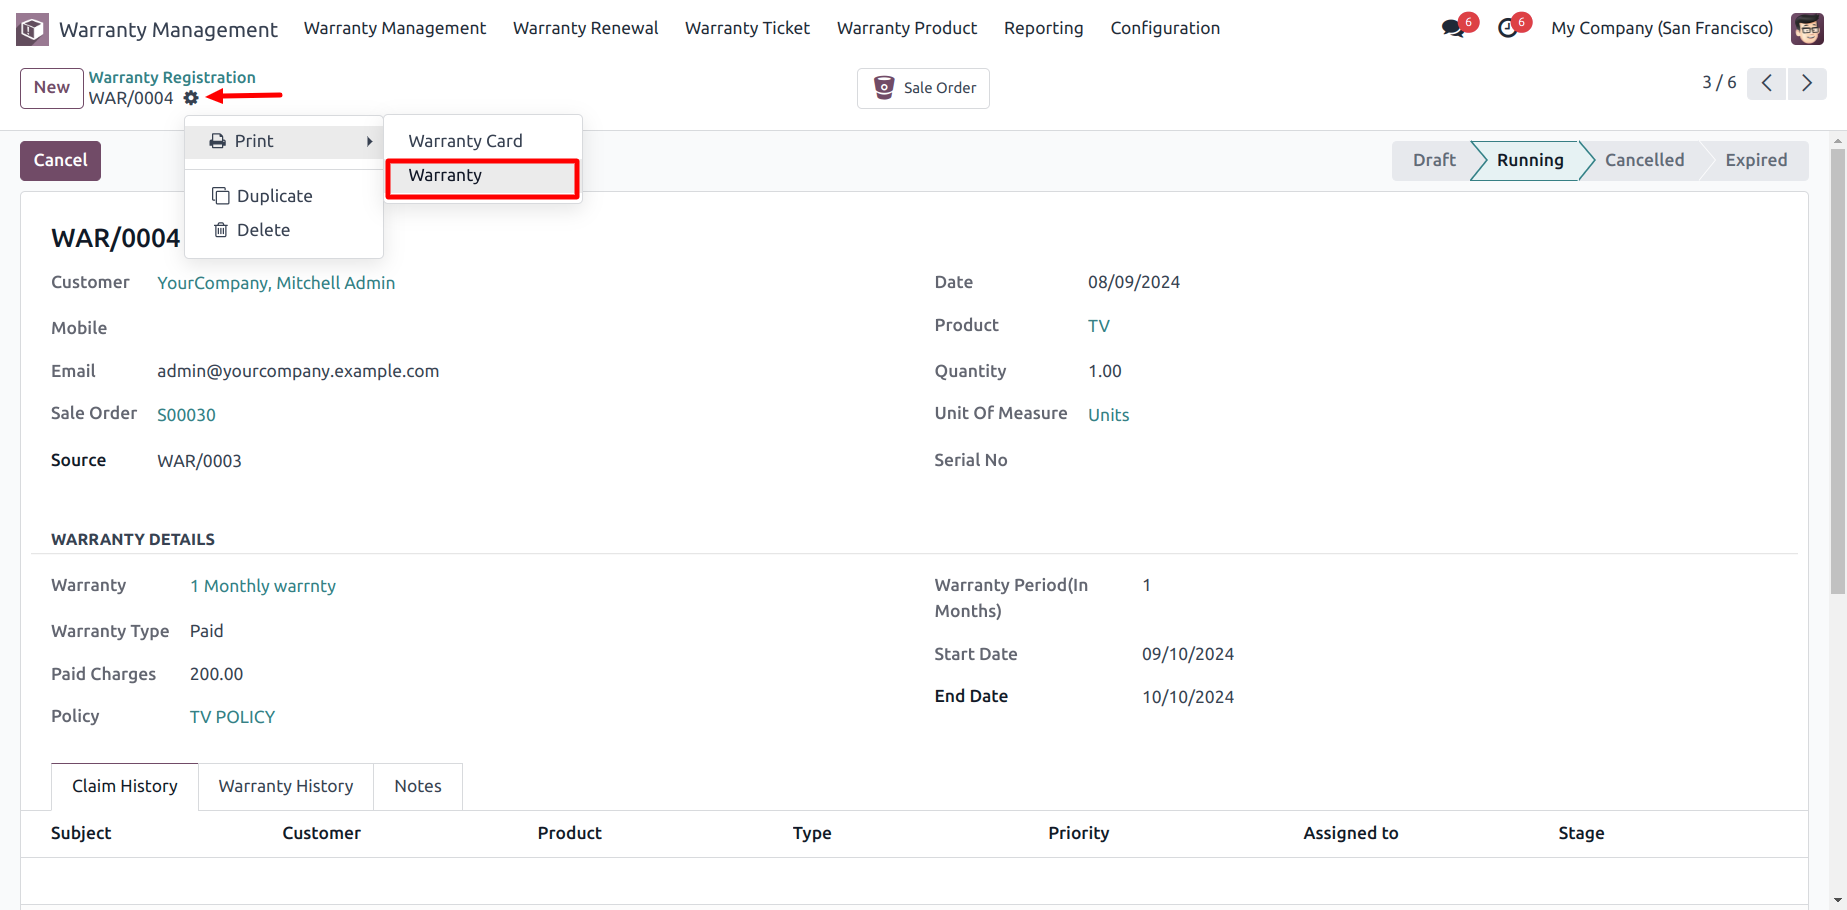 Warranty Management Warranty Management Warranty Renewal Warranty Ticket Warranty Product Reporting Configuration 6 6 My Company (San Francisco)
New Warranty Registration
WAR/0004 Sale Order 3 / 6
Print Warranty Card
Warranty
Duplicate
Delete
Cancel Draft Running Cancelled Expired
WAR/0004
Customer YourCompany, Mitchell Admin Date 08/09/2024
Mobile Product TV
Email admin@yourcompany.example.com Quantity 1.00
Sale Order S00030 Unit Of Measure Units
Source WAR/0003 Serial No
WARRANTY DETAILS
Warranty 1 Monthly warrnty Warranty Period(In
Months) 1
Warranty Type Paid
Start Date 09/10/2024
Paid Charges 200.00
End Date 10/10/2024
Policy TV POLICY
Claim History Warranty History Notes
Subject Customer Product Type Priority Assigned to Stage